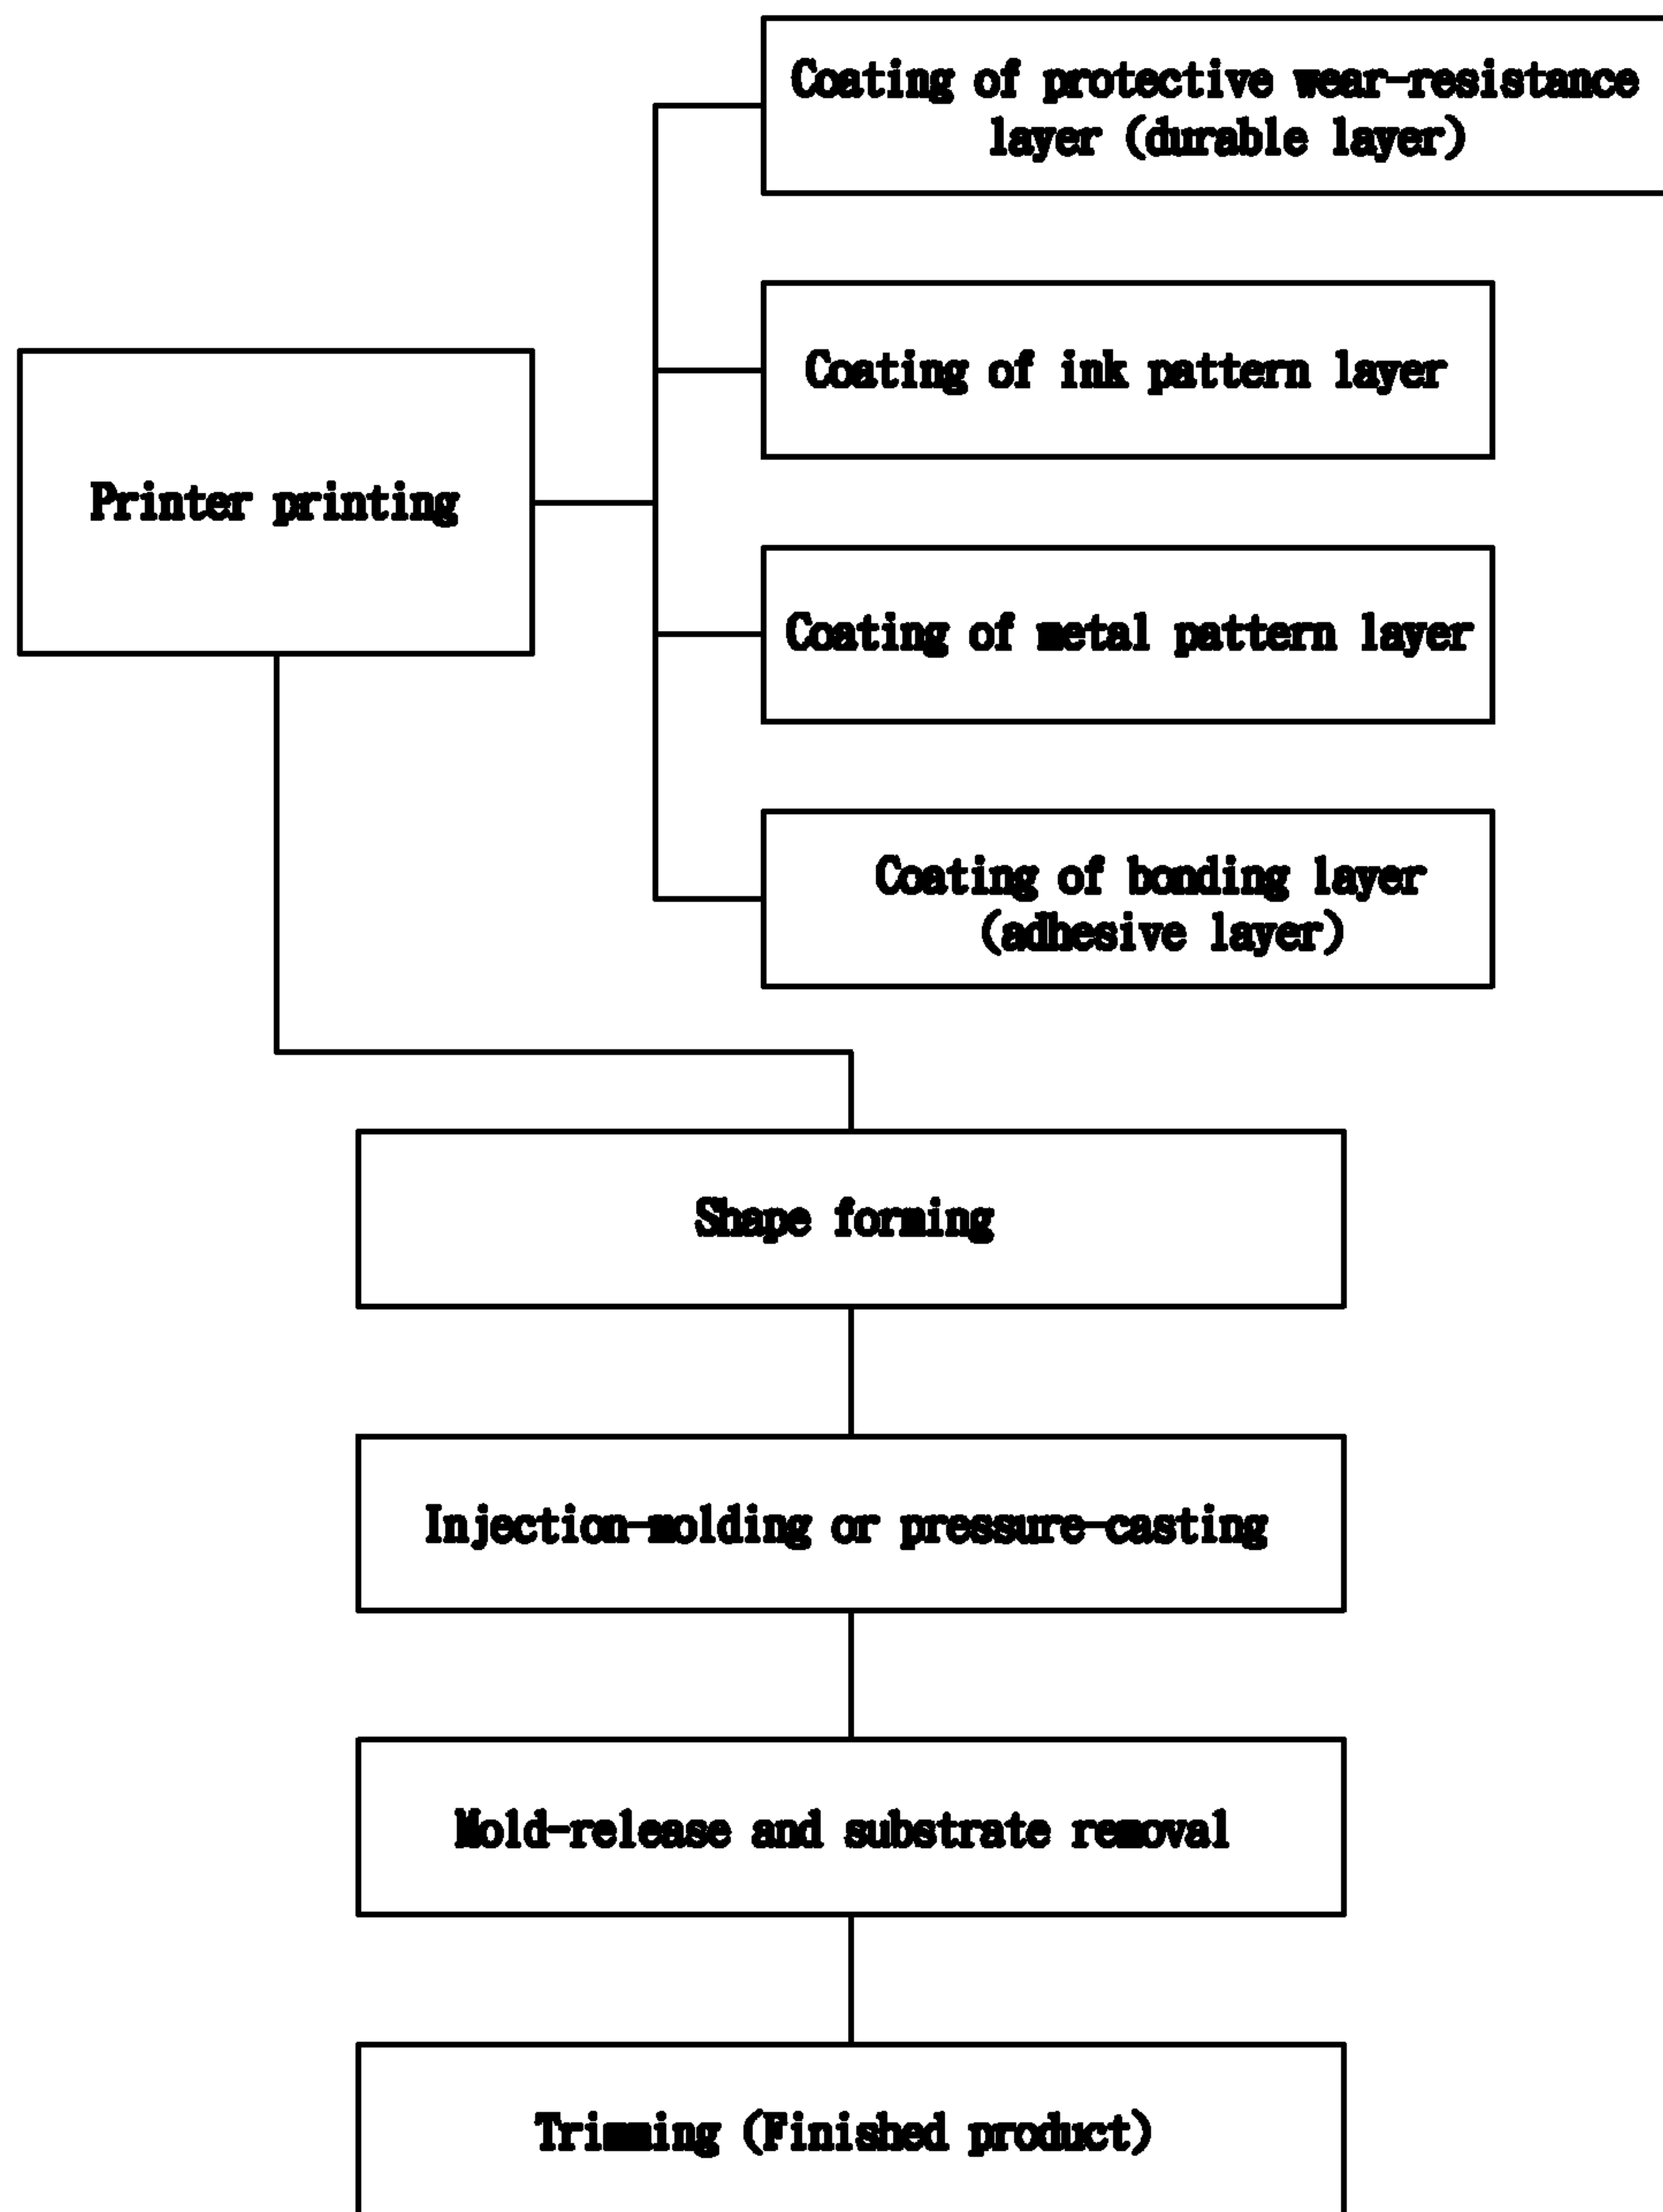 Coating of protective wear-resistance
layer (durable layer)
Coating of ink pattern layer
Printer printing
Coating of metal pattern layer
Coating of bonding layer
(adhesive layer)
Shape forming
Injection-molding or pressure-casting
Mold-release and substrate removal
Trimming (Finished product)